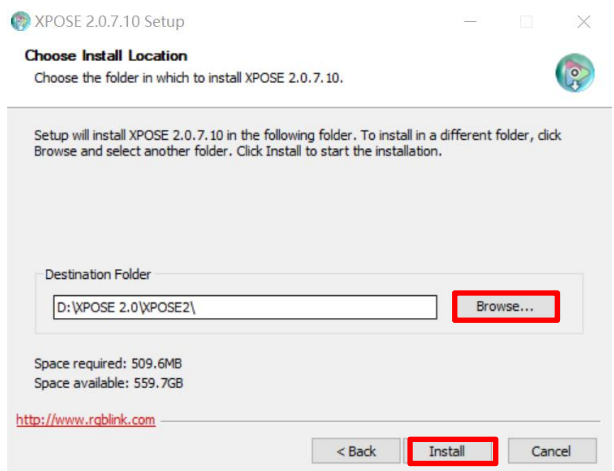 XPOSE 2.0.7.10 Setup
Choose Install Location
Choose the folder in which to install XPOSE 2.0.7.10.
Setup will install XPOSE 2.0.7.10 in the following folder. To install in a different folder, click
Browse and select another folder. Click Install to start the installation.
Destination Folder
D:\XPOSE 2.0\XPOSE2\
Browse...
Space required: 509.6MB
Space available: 559.7GB
http://www.rgblink.com
< Back
Install
Cancel